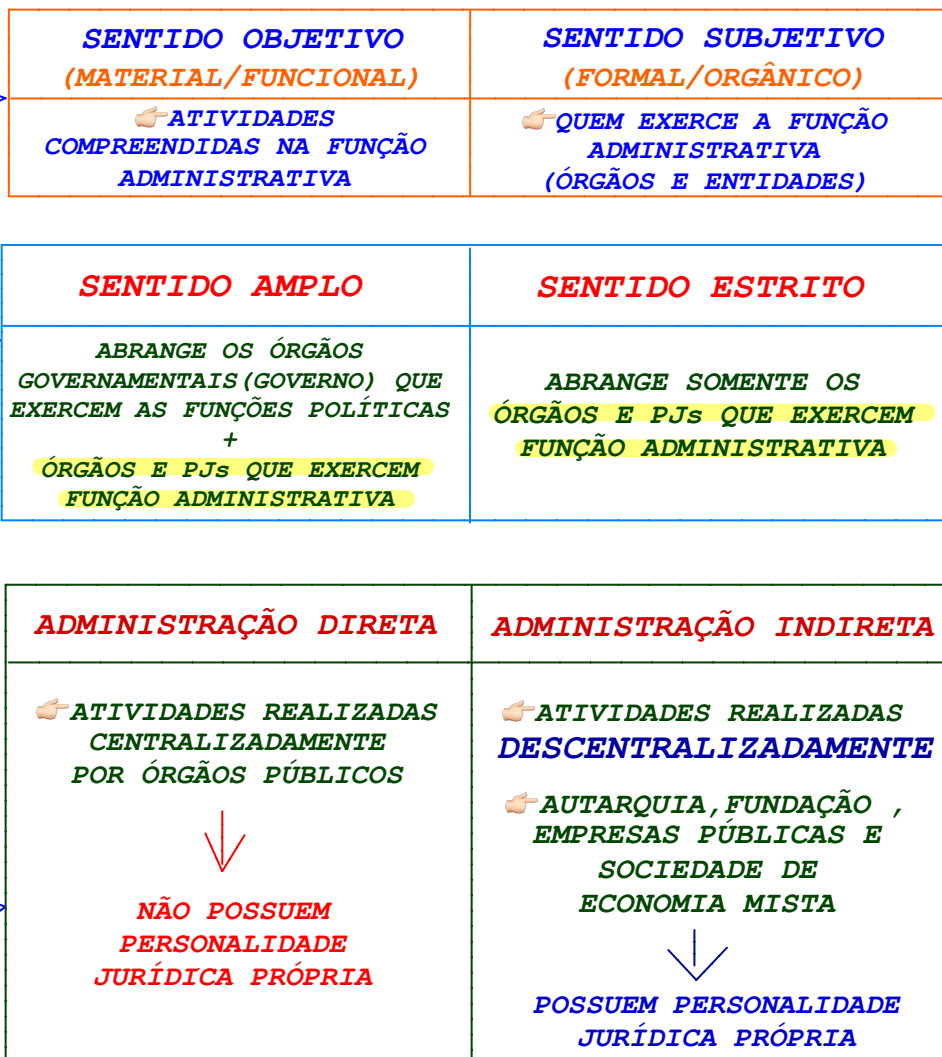 SENTIDO OBJETIVO
(MATERIAL/FUNCIONAL)
👉ATIVIDADES
COMPREENDIDAS NA FUNÇÃO
ADMINISTRATIVA
SENTIDO SUBJETIVO
(FORMAL/ORGÂNICO)
👉QUEM EXERCE A FUNÇÃO
ADMINISTRATIVA
(ÓRGÃOS E ENTIDADES)
SENTIDO AMPLO
ABRANGE OS ÓRGÃOS
GOVERNAMENTAIS(GOVERNO) QUE
EXERCEM AS FUNÇÕES POLÍTICAS
+
ÓRGÃOS E PJs QUE EXERCEM
FUNÇÃO ADMINISTRATIVA
SENTIDO ESTRITO
ABRANGE SOMENTE OS
ÓRGÃOS E PJs QUE EXERCEM
FUNÇÃO ADMINISTRATIVA
ADMINISTRAÇÃO DIRETA
👉ATIVIDADES REALIZADAS
CENTRALIZADAMENTE
POR ÓRGÃOS PÚBLICOS
NÃO POSSUEM
PERSONALIDADE
JURÍDICA PRÓPRIA
ADMINISTRAÇÃO INDIRETA
👉ATIVIDADES REALIZADAS
DESCENTRALIZADAMENTE
👉AUTARQUIA,FUNDAÇÃO ,
EMPRESAS PÚBLICAS E
SOCIEDADE DE
ECONOMIA MISTA
POSSUEM PERSONALIDADE
JURÍDICA PRÓPRIA